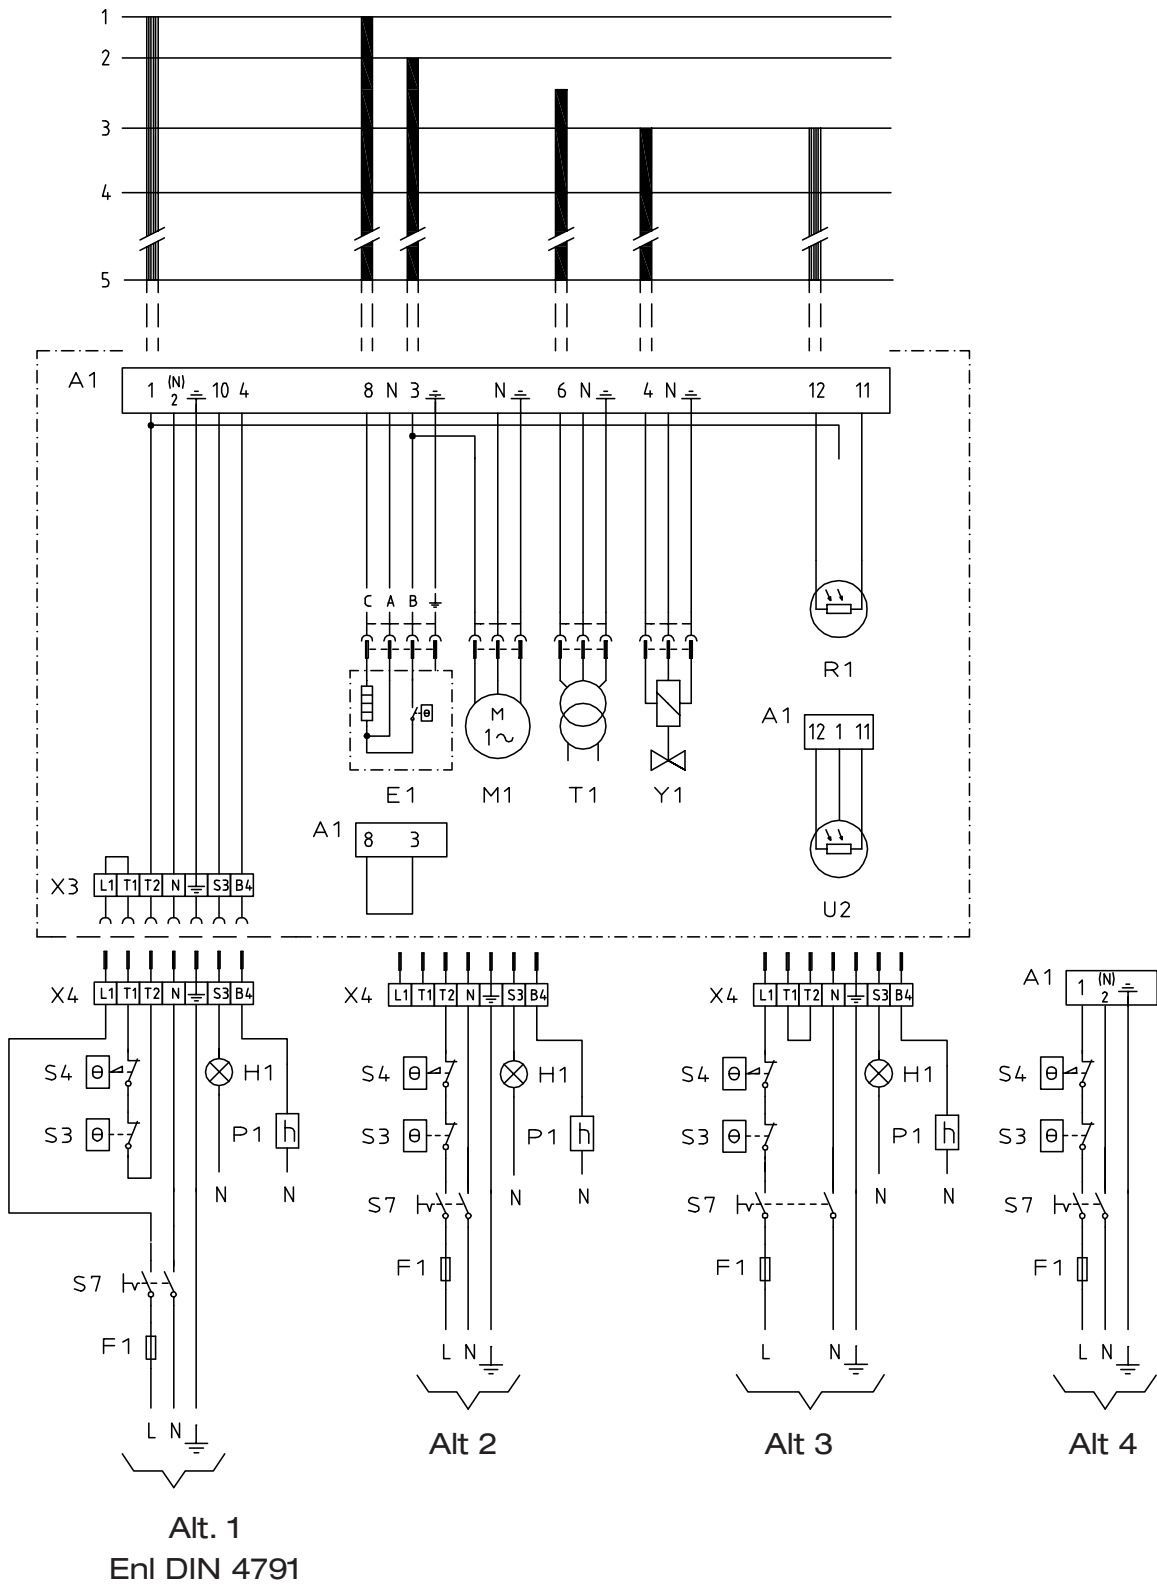 1
2
3
4
5
A1
1 (N) 2 10 4 8 N 3 N 6 N 4 N 12 11
C A B
R1
A1
12 1 11
E1 M1 T1 Y1
M
1~
A1
8 3
U2
X3 L1 T1 T2 N S3 B4
X4 L1 T1 T2 N S3 B4
X4 L1 T1 T2 N S3 B4
X4 L1 T1 T2 N S3 B4
A1 1 (N) 2
S4 θ H1
S3 θ P1 h
N N
S7
F1
L N
Alt. 1
Enl DIN 4791
S4 θ H1
S3 θ P1 h
S7 N N
F1
L N
Alt 2
S4 θ H1
S3 θ P1 h
S7 N N
F1
L N
Alt 3
S4 θ
S3 θ
S7
F1
L N
Alt 4